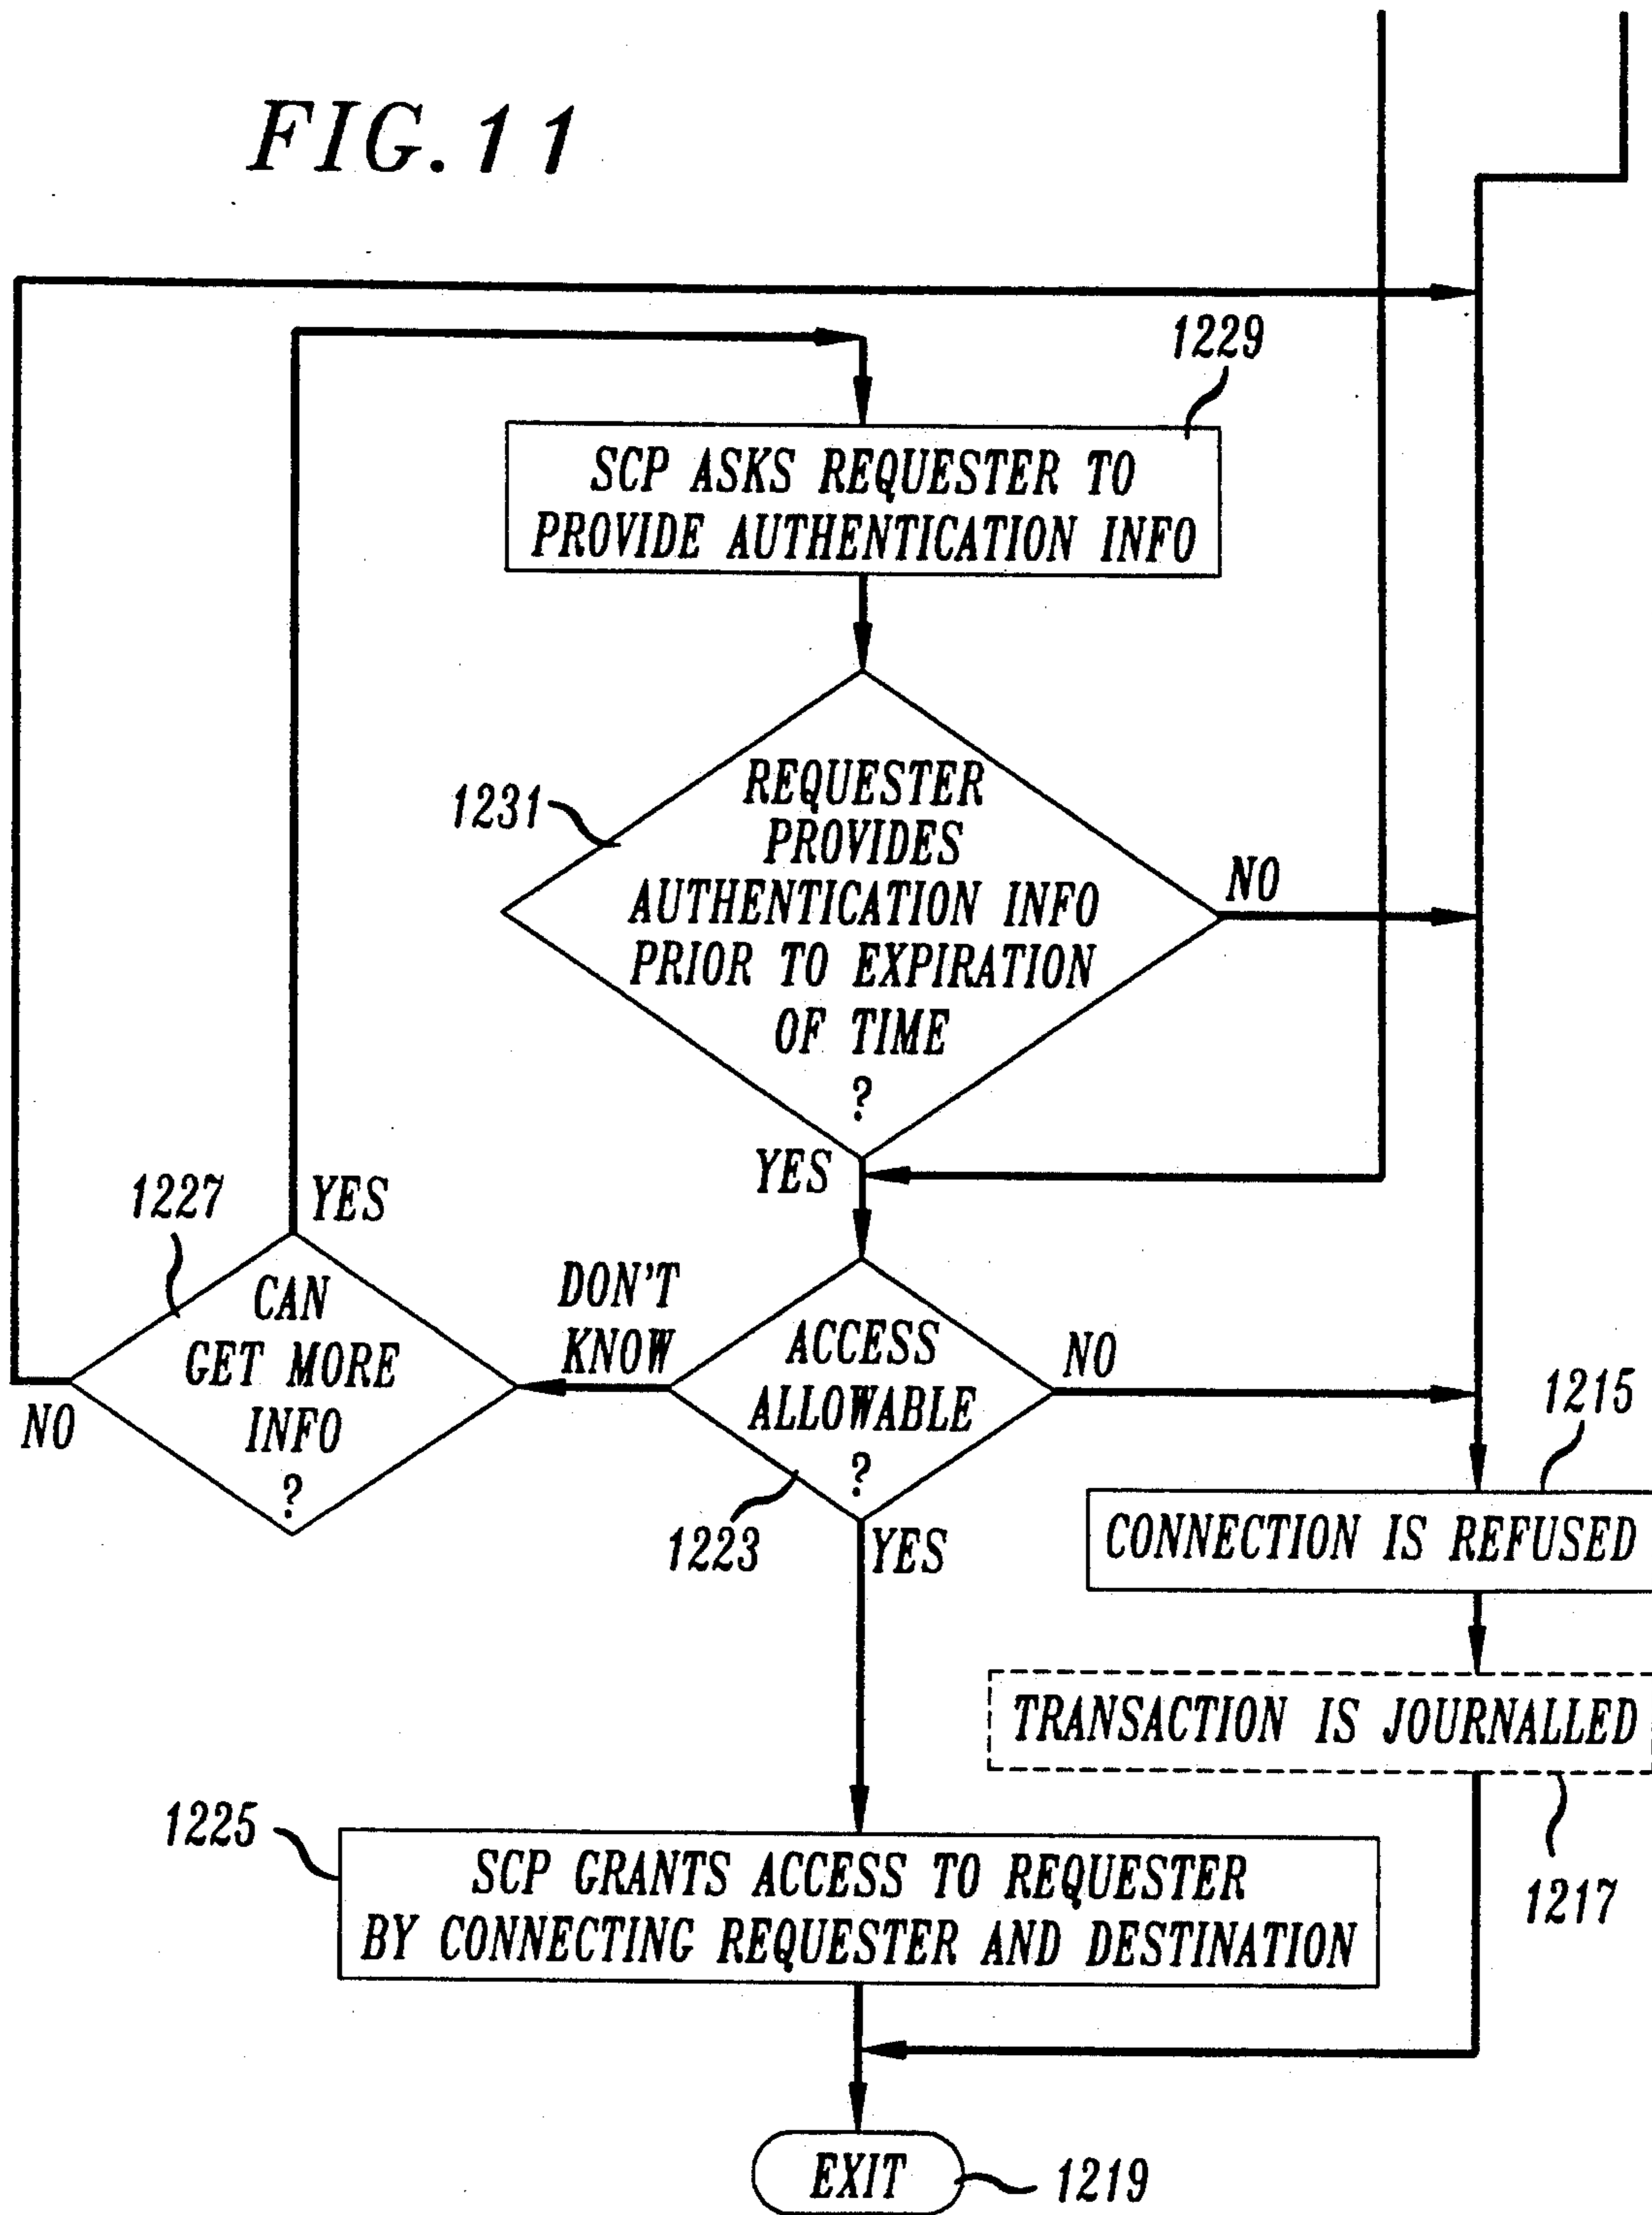 FIG. 11
1229
SCP ASKS REQUESTER TO
PROVIDE AUTHENTICATION INFO
1231
REQUESTER
PROVIDES
AUTHENTICATION INFO
PRIOR TO EXPIRATION
OF TIME
?
NO
YES
1227
YES
CAN
GET MORE
INFO
?
NO
DON'T
KNOW
ACCESS
ALLOWABLE
?
NO
1223
YES
1215
CONNECTION IS REFUSED
TRANSACTION IS JOURNALLED
1217
1225
SCP GRANTS ACCESS TO REQUESTER
BY CONNECTING REQUESTER AND DESTINATION
EXIT
1219